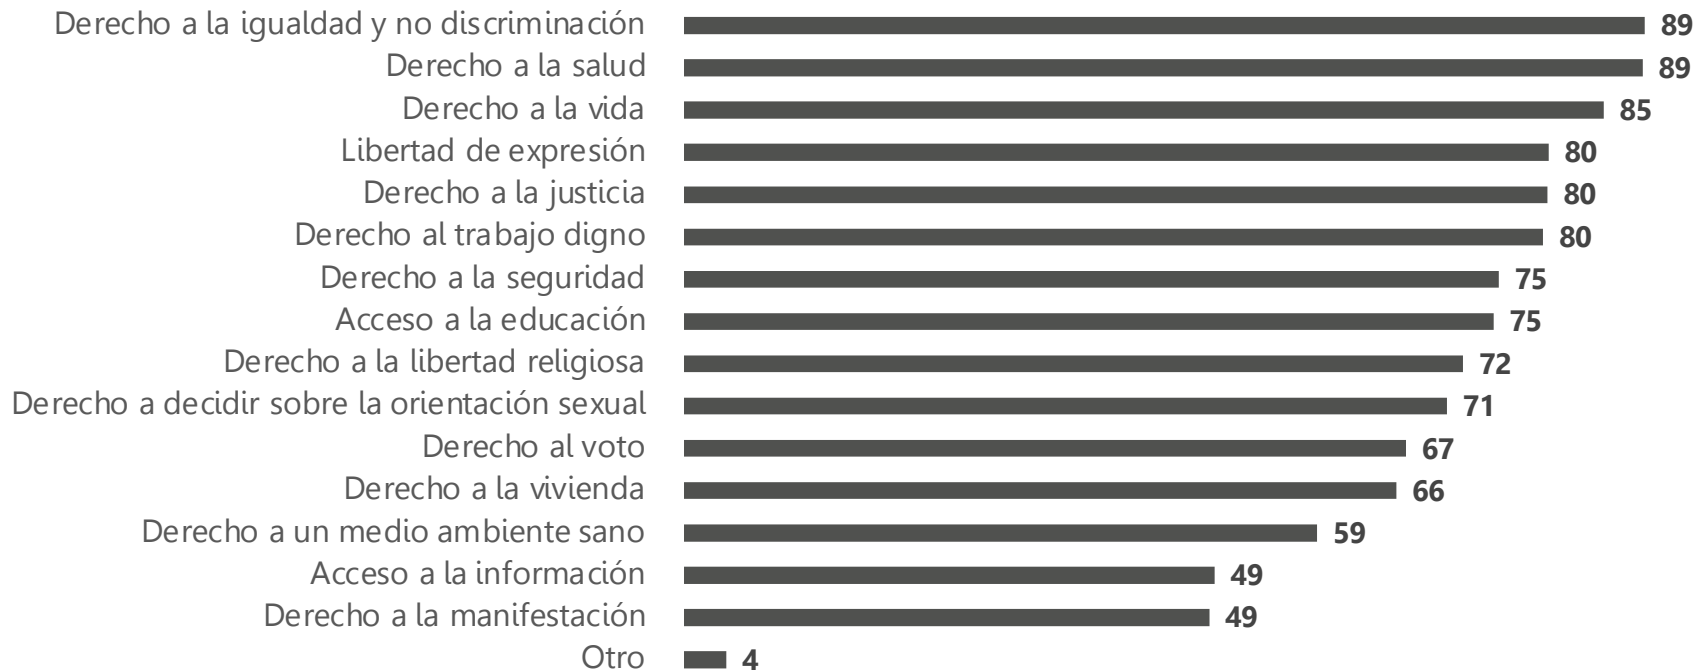 Derecho a la igualdad y no discriminación 89
Derecho a la salud 89
Derecho a la vida 85
Libertad de expresión 80
Derecho a la justicia 80
Derecho al trabajo digno 80
Derecho a la seguridad 75
Acceso a la educación 75
Derecho a la libertad religiosa 72
Derecho a decidir sobre la orientación sexual 71
Derecho al voto 67
Derecho a la vivienda 66
Derecho a un medio ambiente sano 59
Acceso a la información 49
Derecho a la manifestación 49
Otro 4